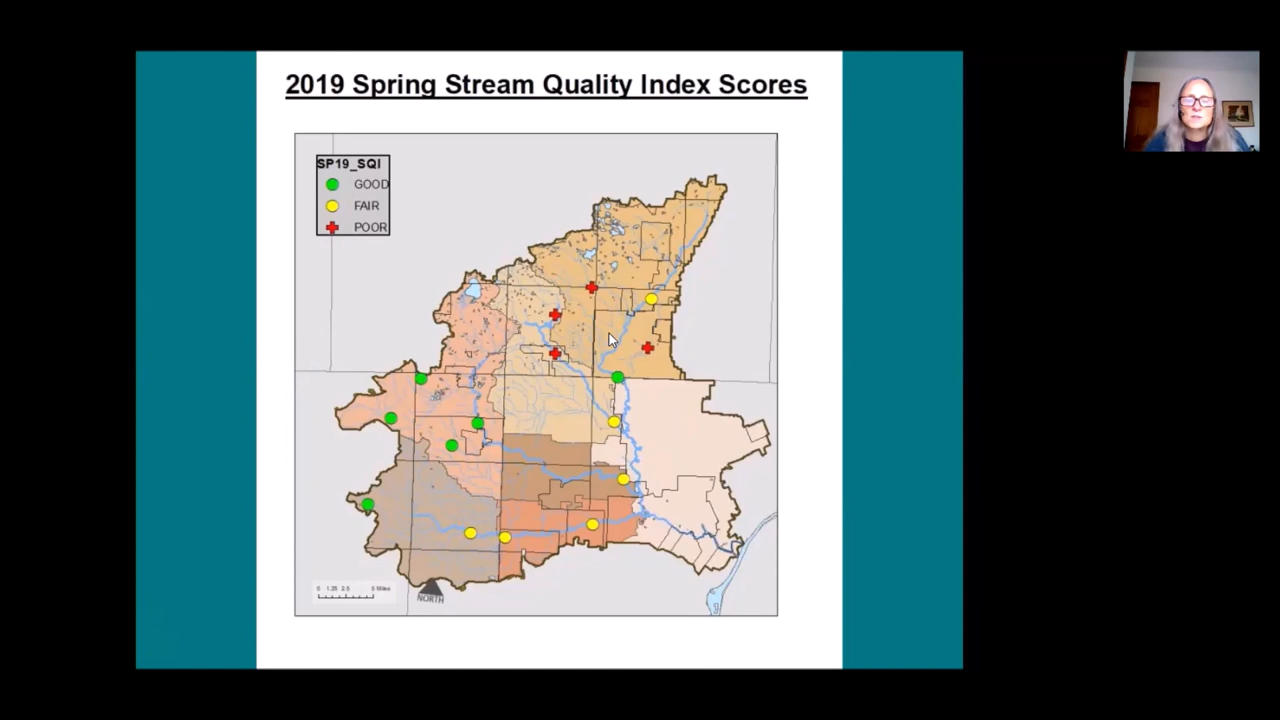 2019 Spring Stream Quality Index Scores
SP19_SQI
GOOD
FAIR
POOR
0 1.25 2.5 5 Miles
NORTH